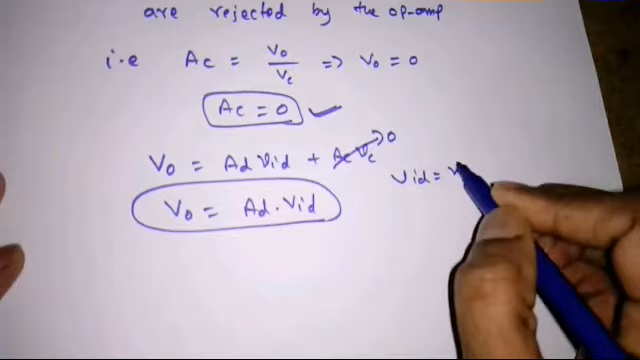 are rejected by the op-amp
i.e Ac = Vo/Vc => Vo = 0
Ac = 0 ✓
Vo = Ad Vid + Ac Vc → 0
Vo = Ad . Vid
Vid = V